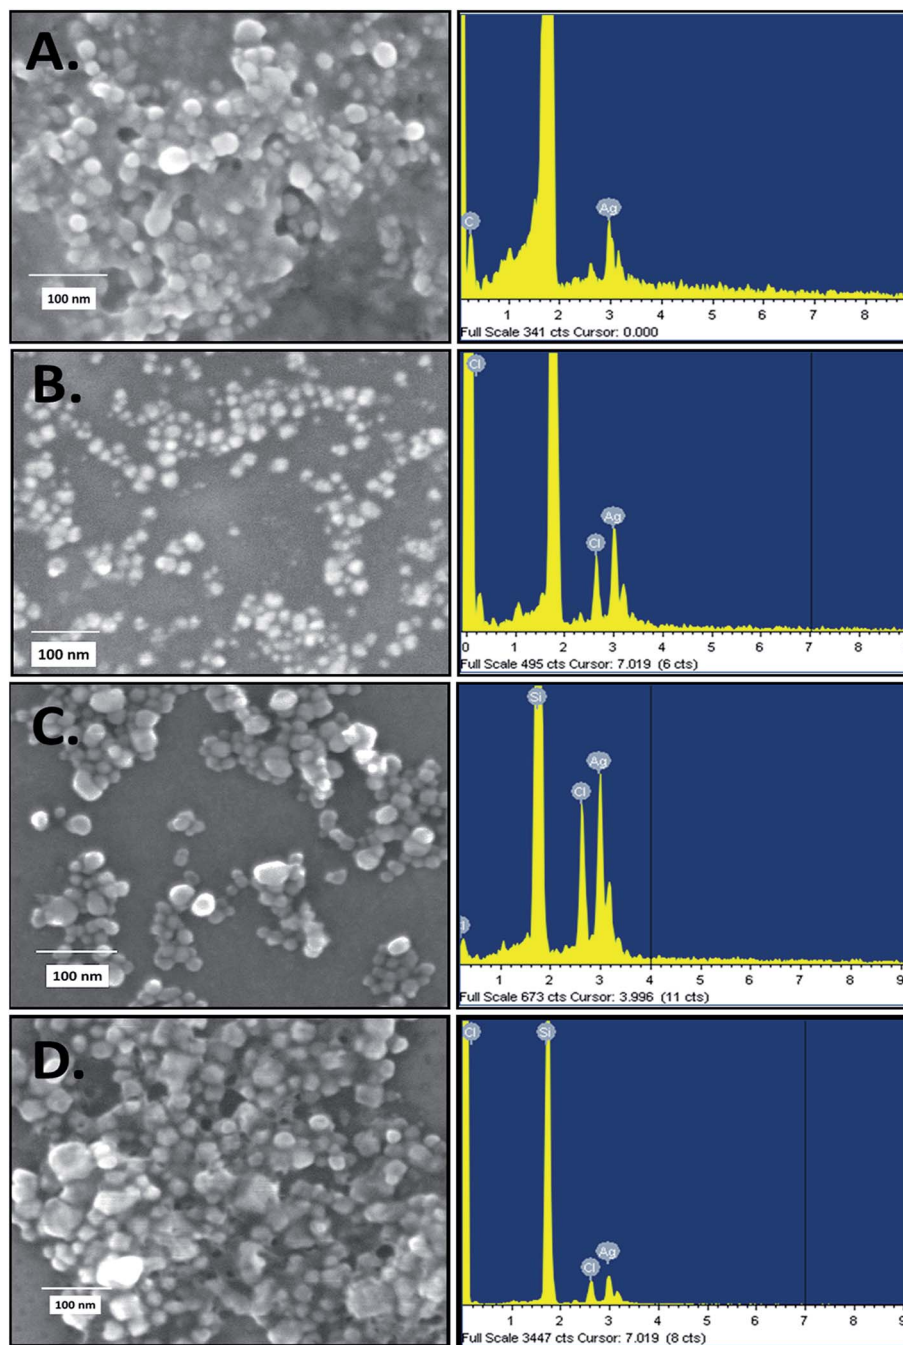 A.
100 nm
C
Ag
1 2 3 4 5 6 7 8
Full Scale 341 cts Cursor: 0.000
B.
100 nm
Cl
Cl
Ag
0 1 2 3 4 5 6 7 8
Full Scale 495 cts Cursor: 7.019 (6 cts)
C.
100 nm
Si
Cl
Ag
1 2 3 4 5 6 7 8 9
Full Scale 673 cts Cursor: 3.996 (11 cts)
D.
100 nm
Cl
Si
Cl
Ag
1 2 3 4 5 6 7 8 9
Full Scale 3447 cts Cursor: 7.019 (8 cts)